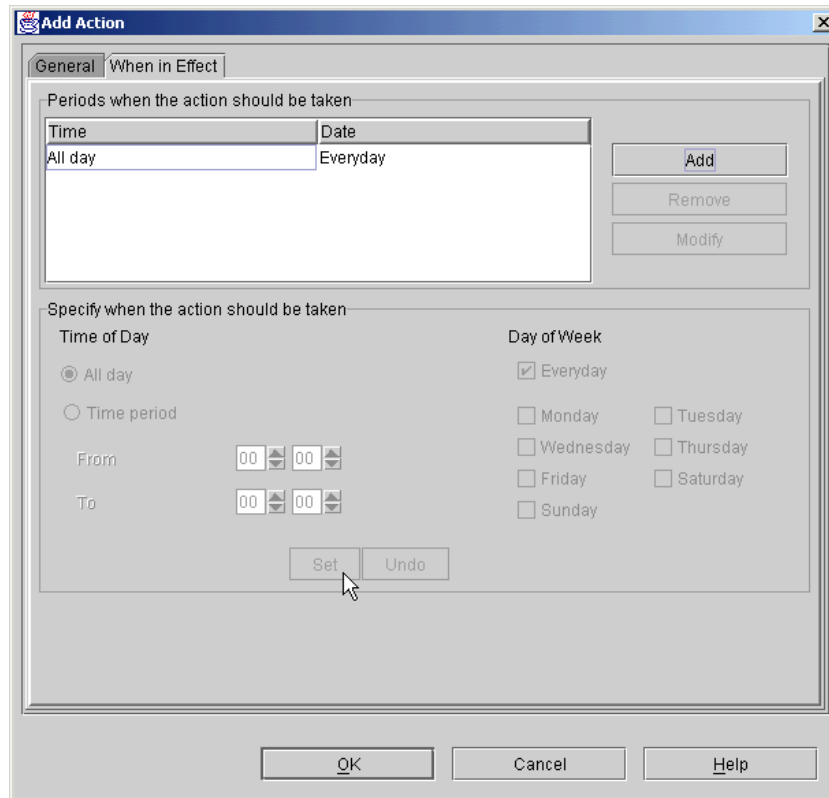 Add Action
General When in Effect
Periods when the action should be taken
Time Date
All day Everyday
Add
Remove
Modify
Specify when the action should be taken
Time of Day Day of Week
All day Everyday
Time period Monday Tuesday
From 00 00 Wednesday Thursday
To 00 00 Friday Saturday
Sunday
Set Undo
OK Cancel Help